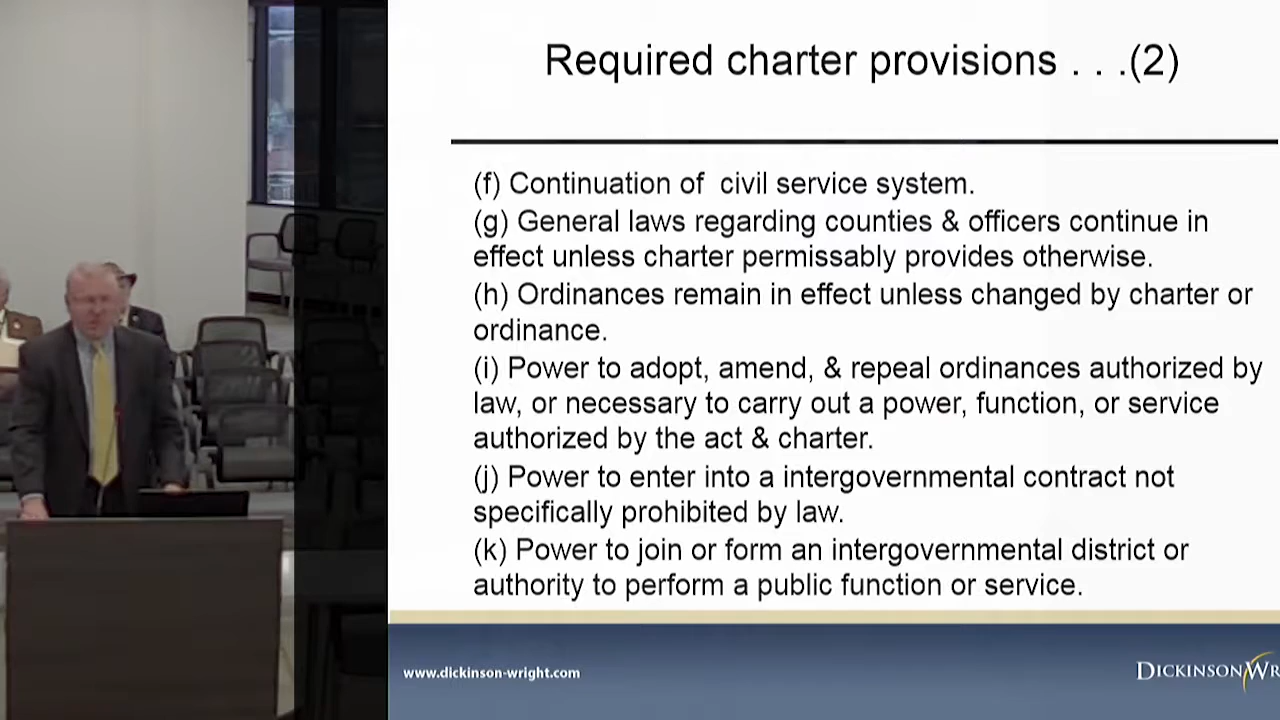 Required charter provisions . . .(2)
(f) Continuation of  civil service system.
(g) General laws regarding counties & officers continue in
effect unless charter permissably provides otherwise.
(h) Ordinances remain in effect unless changed by charter or
ordinance.
(i) Power to adopt, amend, & repeal ordinances authorized by
law, or necessary to carry out a power, function, or service
authorized by the act & charter.
(j) Power to enter into a intergovernmental contract not
specifically prohibited by law.
(k) Power to join or form an intergovernmental district or
authority to perform a public function or service.
www.dickinson-wright.com
DICKINSONWR